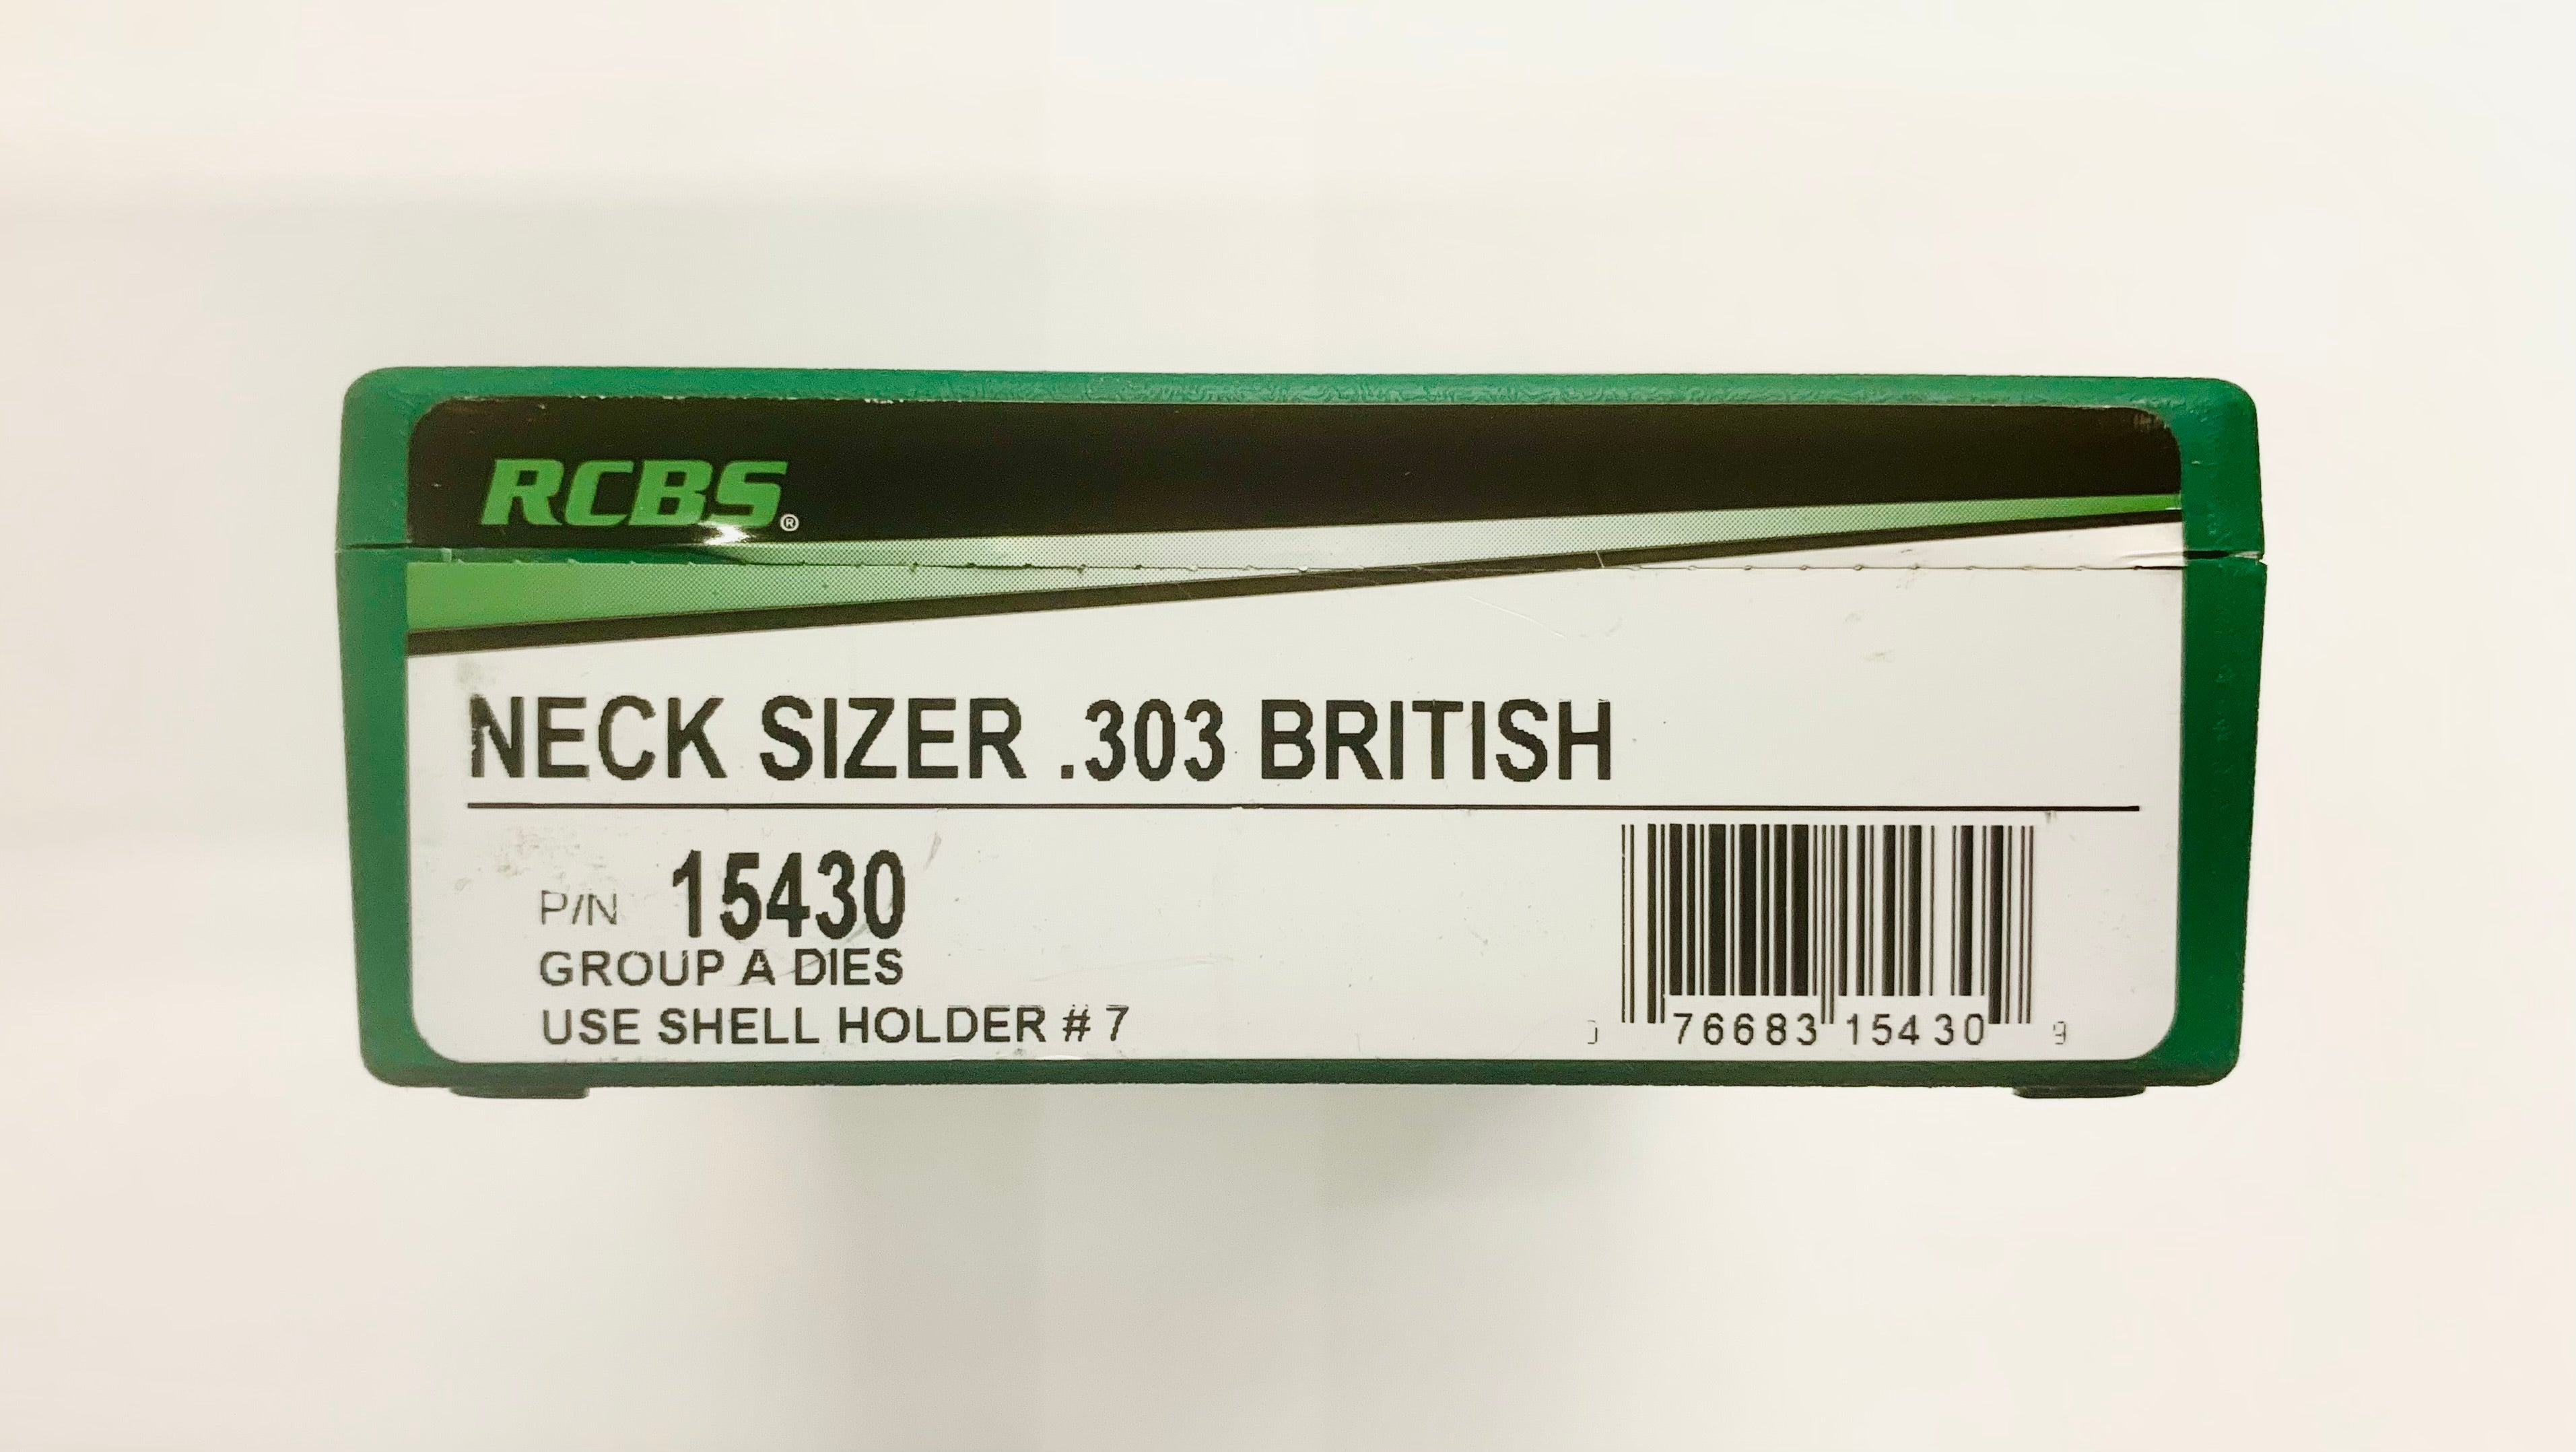 RCBS®
NECK SIZER .303 BRITISH
P/N 15430
GROUP A DIES
USE SHELL HOLDER # 7
0 76683 15430 9